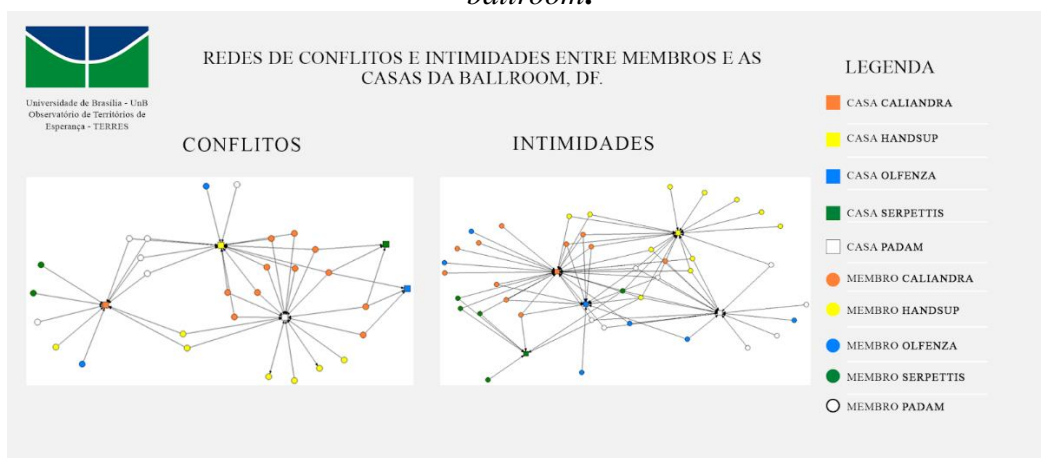 ballroom.
REDES DE CONFLITOS E INTIMIDADES ENTRE MEMBROS E AS
CASAS DA BALLROOM, DF.
Universidade de Brasília - UnB
Observatório de Territórios de
Esperança - TERRES
CONFLITOS
INTIMIDADES
LEGENDA
CASA CALIANDRA
CASA HANDSUP
CASA OLFENZA
CASA SERPETTIS
CASA PADAM
MEMBRO CALIANDRA
MEMBRO HANDSUP
MEMBRO OLFENZA
MEMBRO SERPETTIS
MEMBRO PADAM